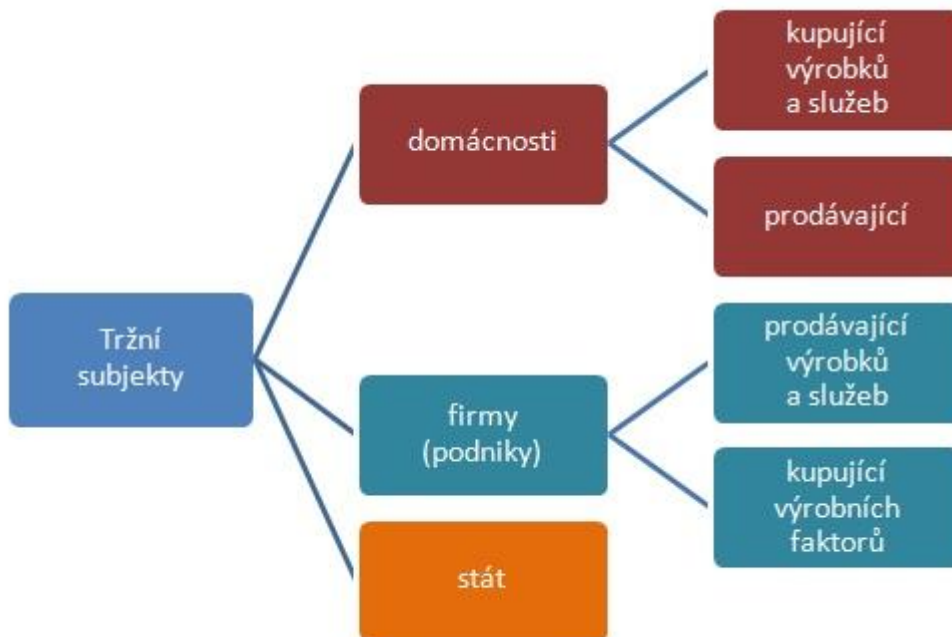 Tržní
subjekty
domácnosti
kupující
výrobků
a služeb
prodávající
firmy
(podniky)
prodávající
výrobků
a služeb
kupující
výrobních
faktorů
stát